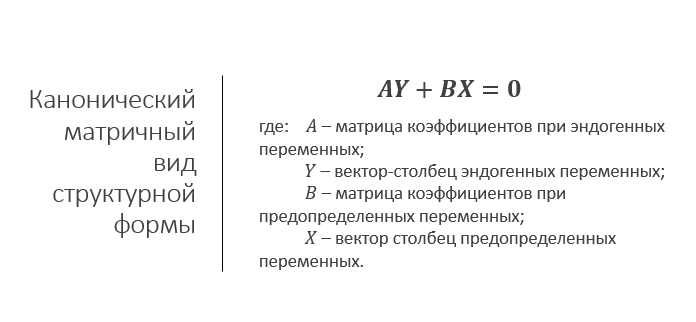 Канонический
матричный
вид
структурной
формы
AY + BX = 0
где: A – матрица коэффициентов при эндогенных
переменных;
Y – вектор-столбец эндогенных переменных;
B – матрица коэффициентов при
предопределенных переменных;
X – вектор столбец предопределенных
переменных.